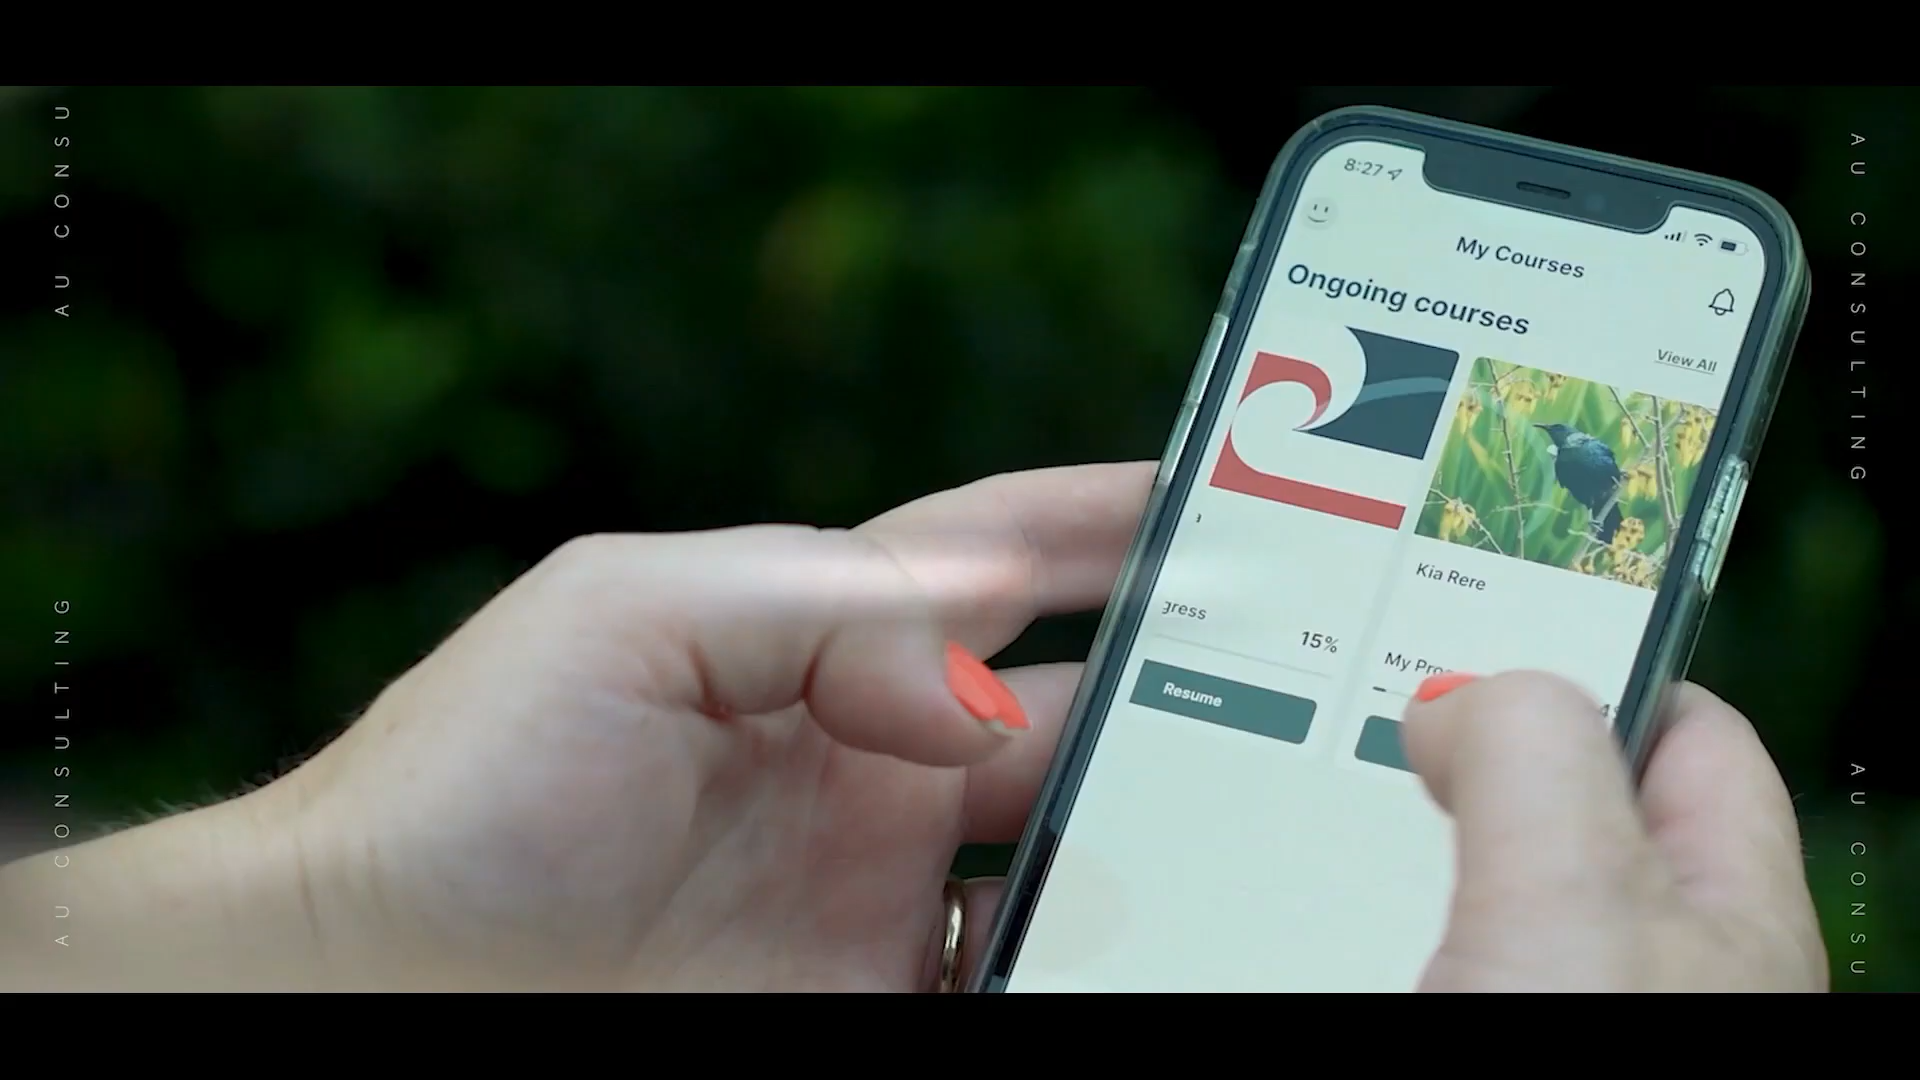 AU CONSU
AU CONSULTING
8:27
My Courses
Ongoing courses
View All
Kia Rere
gress
15%
My Pro
Resume
AU CONSULTING
AU CONSU